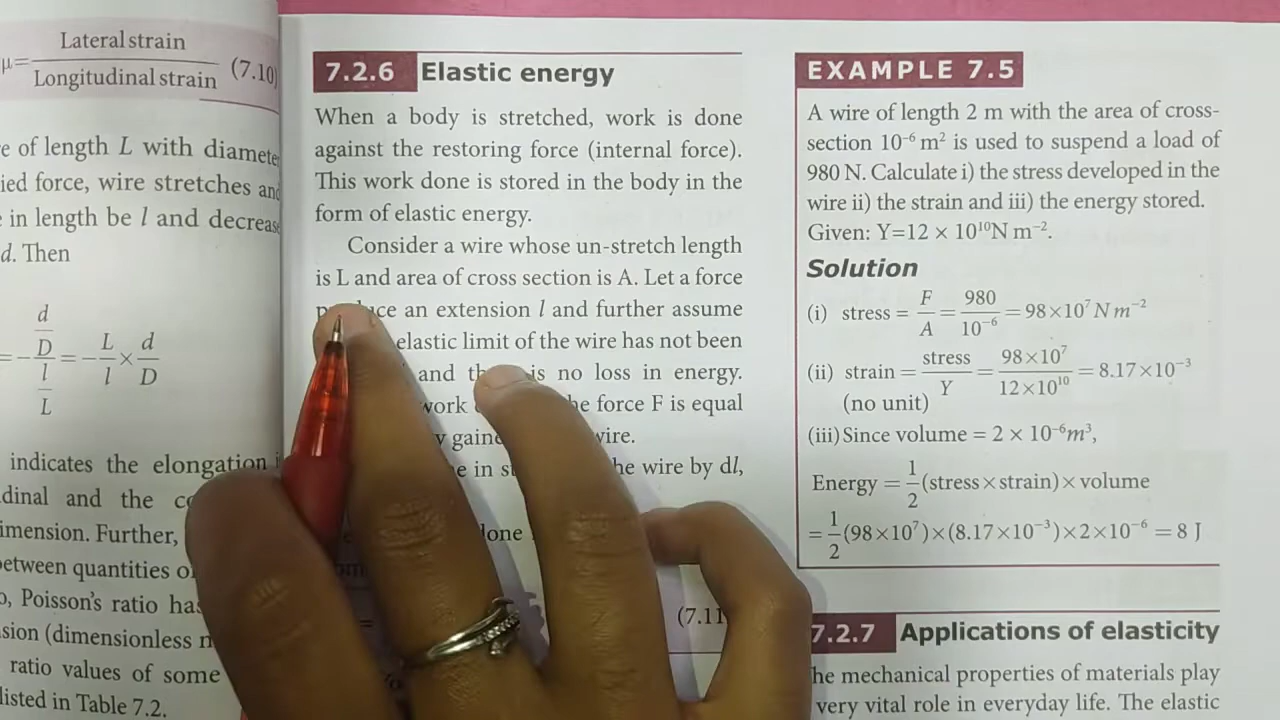 μ= Lateral strain / Longitudinal strain (7.10)
of length L with
ied force, wire stretches and
in length be l and decrease
d. Then
= - (d/D)/(l/L) = - L/l × d/D
indicates the elongation
dinal and the
imension. Further,
between quantities
o, Poisson's ratio has
sion (dimensionless
ratio values of some
listed in Table 7.2.
7.2.6 Elastic energy
When a body is stretched, work is done
against the restoring force (internal force).
This work done is stored in the body in the
form of elastic energy.
Consider a wire whose un-stretch length
is L and area of cross section is A. Let a force
an extension l and further assume
elastic limit of the wire has not been
and is no loss in energy.
work the force F is equal
wire.
in the wire by dl,
done
(7.11
EXAMPLE 7.5
A wire of length 2 m with the area of cross-
section 10⁻⁶ m² is used to suspend a load of
980 N. Calculate i) the stress developed in the
wire ii) the strain and iii) the energy stored.
Given: Y=12 × 10¹⁰N m⁻².
Solution
(i) stress = F/A = 980/10⁻⁶ = 98×10⁷ N m⁻²
(ii) strain = stress/Y = 98×10⁷/12×10¹⁰ = 8.17×10⁻³
(no unit)
(iii) Since volume = 2 × 10⁻⁶m³,
Energy = 1/2 (stress×strain)×volume
= 1/2 (98×10⁷)×(8.17×10⁻³)×2×10⁻⁶ = 8 J
7.2.7 Applications of elasticity
he mechanical properties of materials play
very vital role in everyday life. The elastic